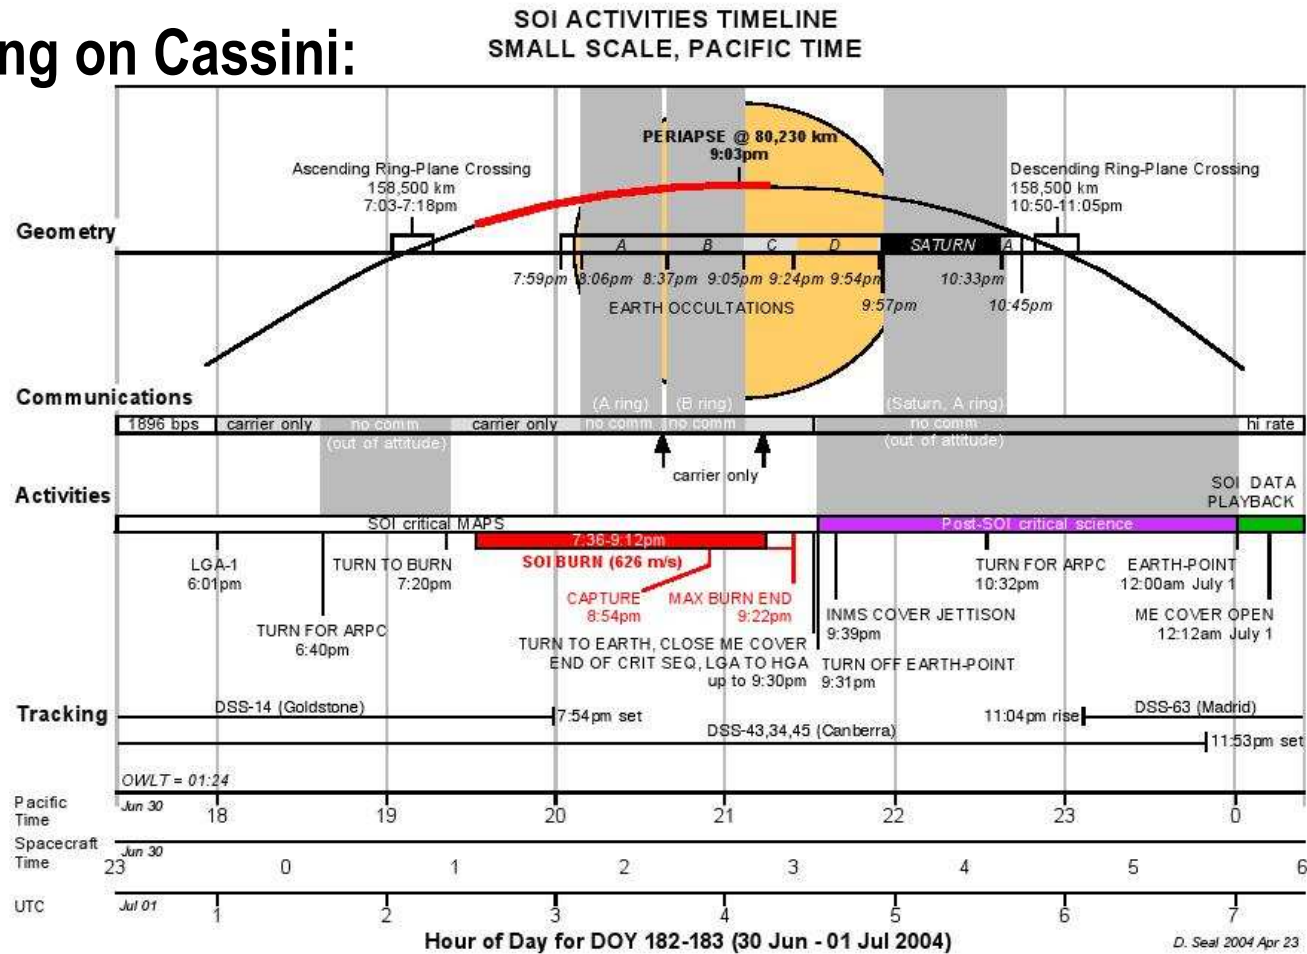 ng on Cassini:
SOI ACTIVITIES TIMELINE
SMALL SCALE, PACIFIC TIME
PERIAPSE @ 80,230 km
9:03pm
Ascending Ring-Plane Crossing
158,500 km
7:03-7:18pm
Descending Ring-Plane Crossing
158,500 km
10:50-11:05pm
Geometry
A B C D SATURN A
7:59pm 8:06pm 8:37pm 9:05pm 9:24pm 9:54pm 10:33pm
EARTH OCCULTATIONS
9:57pm
10:45pm
Communications
(A ring) (B ring) (Saturn, A ring)
1896 bps carrier only no comm carrier only no comm no comm no comm hi rate
(out of attitude) (out of attitude)
carrier only
Activities
SOI DATA
PLAYBACK
SOI critical MAPS
Post-SOI critical science
7:36-9:12pm
SOI BURN (626 m/s)
LGA-1
6:01pm
TURN TO BURN
7:20pm
TURN FOR ARPC
6:40pm
CAPTURE
8:54pm
MAX BURN END
9:22pm
TURN FOR ARPC
10:32pm
EARTH-POINT
12:00am July 1
INMS COVER JETTISON
9:39pm
ME COVER OPEN
12:12am July 1
TURN TO EARTH, CLOSE ME COVER
END OF CRIT SEQ, LGA TO HGA
up to 9:30pm
TURN OFF EARTH-POINT
9:31pm
Tracking
DSS-14 (Goldstone)
7:54pm set
11:04pm rise
DSS-63 (Madrid)
DSS-43,34,45 (Canberra)
11:53pm set
OWLT = 01:24
Pacific
Time
Jun 30
18 19 20 21 22 23 0
Spacecraft
Time
Jun 30
23 0 1 2 3 4 5 6
UTC
Jul 01
1 2 3 4 5 6 7
Hour of Day for DOY 182-183 (30 Jun - 01 Jul 2004)
D. Seal 2004 Apr 23